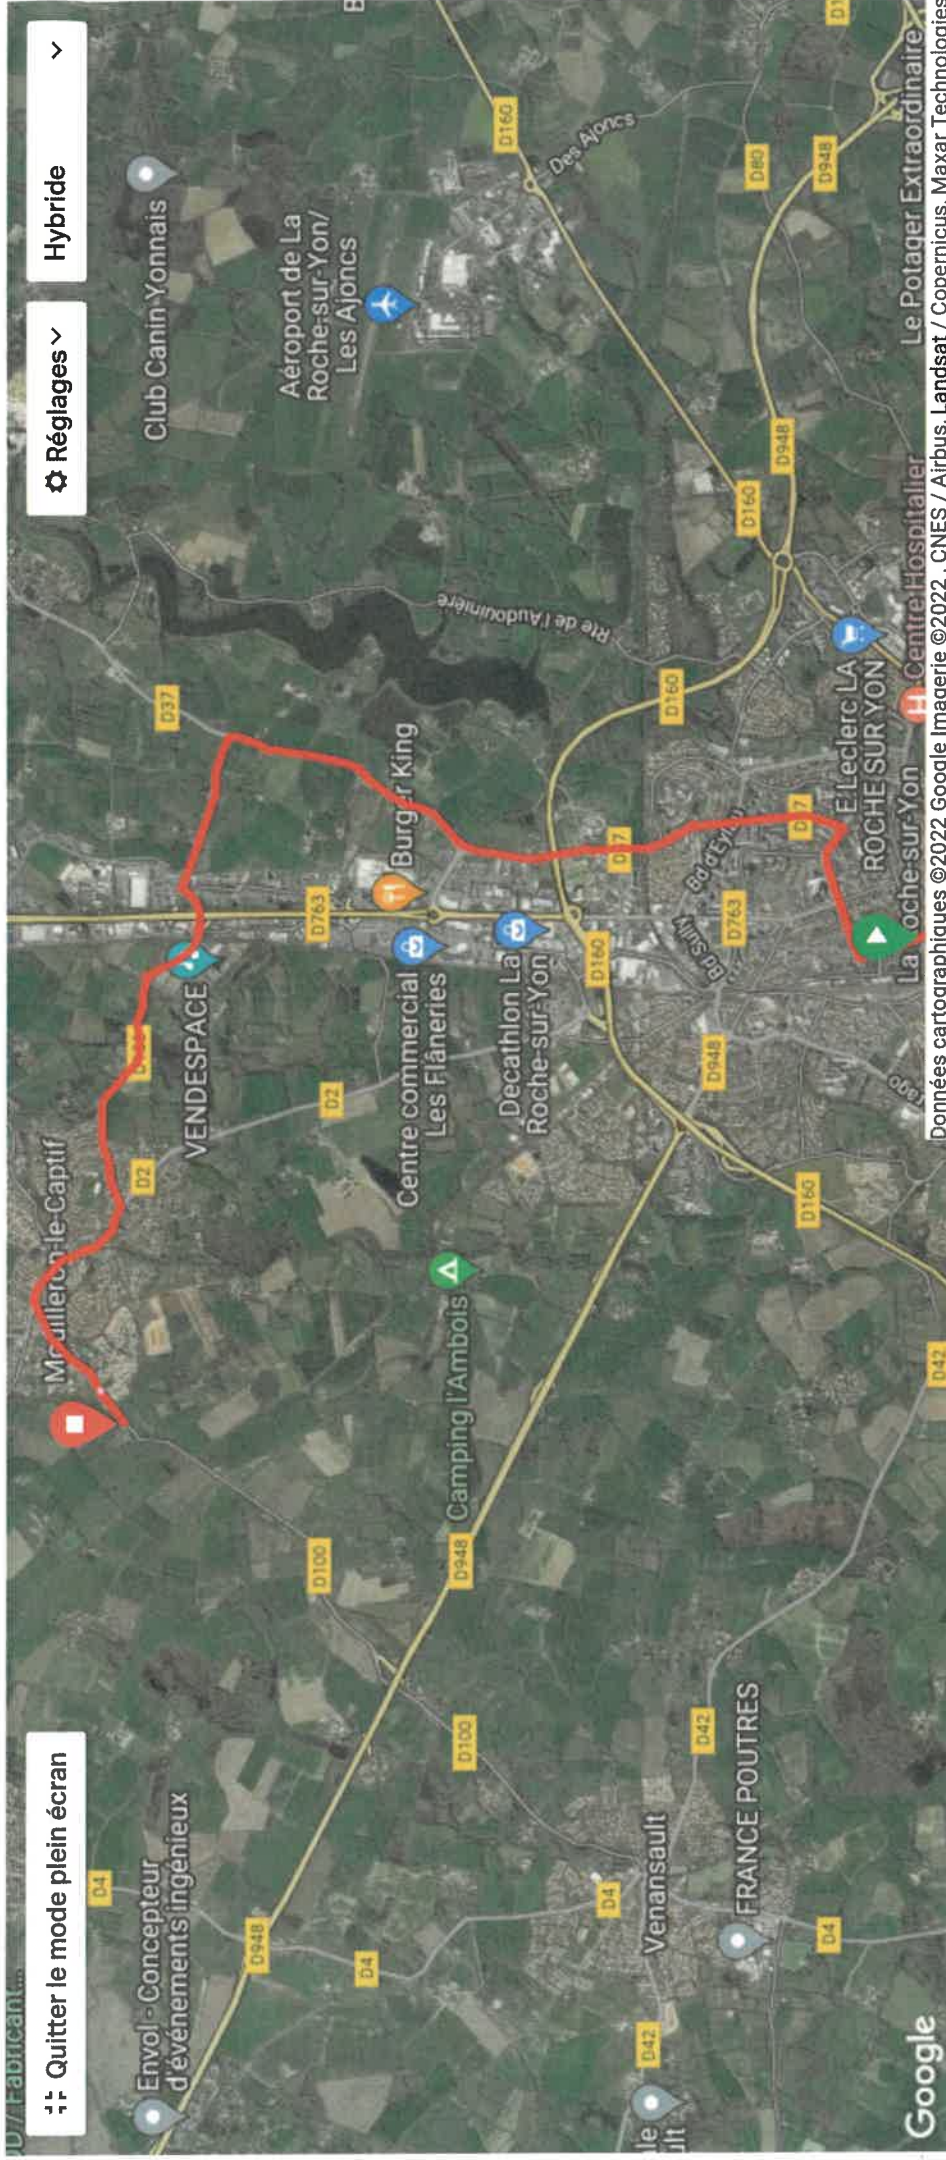 Quitter le mode plein écran
Réglages
Hybride
D4
D948
Envol - Concepteur
d'événements ingénieux
D4
D100
D100
D948
Mouilleron-le-Captif
D2
D2
VENDESPACE
D763
D37
Club Canin Yonnais
Aéroport de La
Roche-sur-Yon/
Les Ajoncs
D160
Des Ajoncs
Burger King
Centre commercial
Les Flâneries
Decathlon La
Roche-sur-Yon
Camping l'Ambois
Rte de l'Audouinière
D160
D160
D160
D948
D80
D948
D4
Venansault
D42
D42
FRANCE POUTRES
D4
D42
D160
D948
Bd Sully
Bd d'Eylau
D763
E.Leclerc LA
ROCHE SUR YON
Centre Hospitalier
La Roche-sur-Yon
Le Potager Extraordinaire
Google
Données cartographiques ©2022 Google Imagerie ©2022 , CNES / Airbus, Landsat / Copernicus, Maxar Technologies